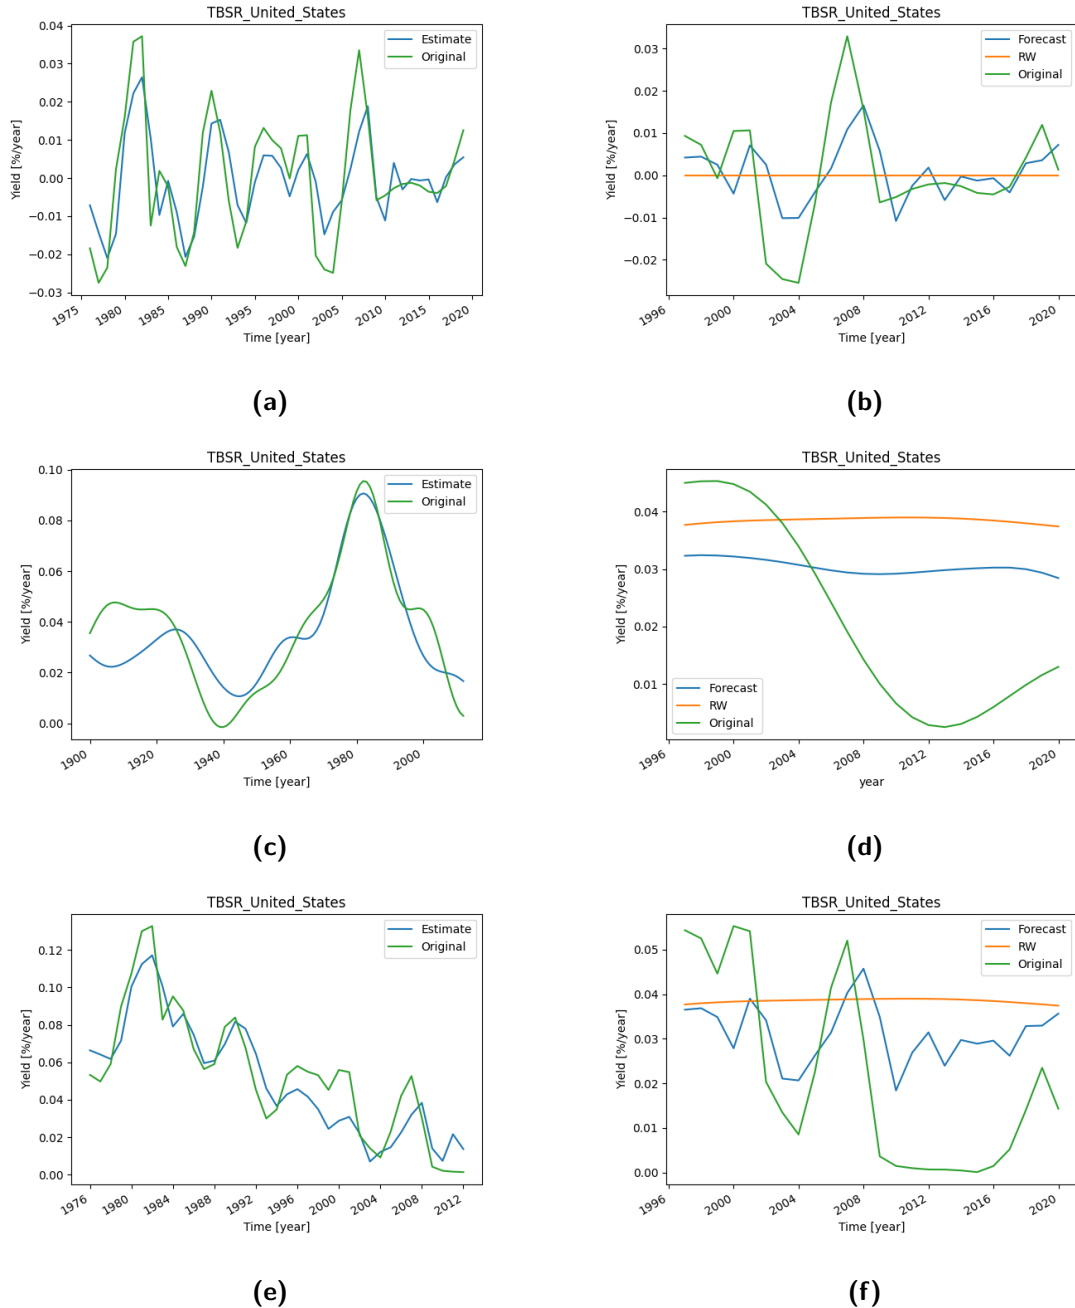 TBSR_United_States
Yield [%/year]
0.04
0.03
0.02
0.01
0.00
−0.01
−0.02
−0.03
1975
1980
1985
1990
1995
2000
2005
2010
2015
2020
Time [year]
Estimate
Original
(a)
TBSR_United_States
Yield [%/year]
0.03
0.02
0.01
0.00
−0.01
−0.02
1996
2000
2004
2008
2012
2016
2020
Time [year]
Forecast
RW
Original
(b)
TBSR_United_States
Yield [%/year]
0.10
0.08
0.06
0.04
0.02
0.00
1900
1920
1940
1960
1980
2000
Time [year]
Estimate
Original
(c)
TBSR_United_States
Yield [%/year]
0.04
0.03
0.02
0.01
1996
2000
2004
2008
2012
2016
2020
year
Forecast
RW
Original
(d)
TBSR_United_States
Yield [%/year]
0.12
0.10
0.08
0.06
0.04
0.02
0.00
1976
1980
1984
1988
1992
1996
2000
2004
2008
2012
Time [year]
Estimate
Original
(e)
TBSR_United_States
Yield [%/year]
0.05
0.04
0.03
0.02
0.01
0.00
1996
2000
2004
2008
2012
2016
2020
Time [year]
Forecast
RW
Original
(f)